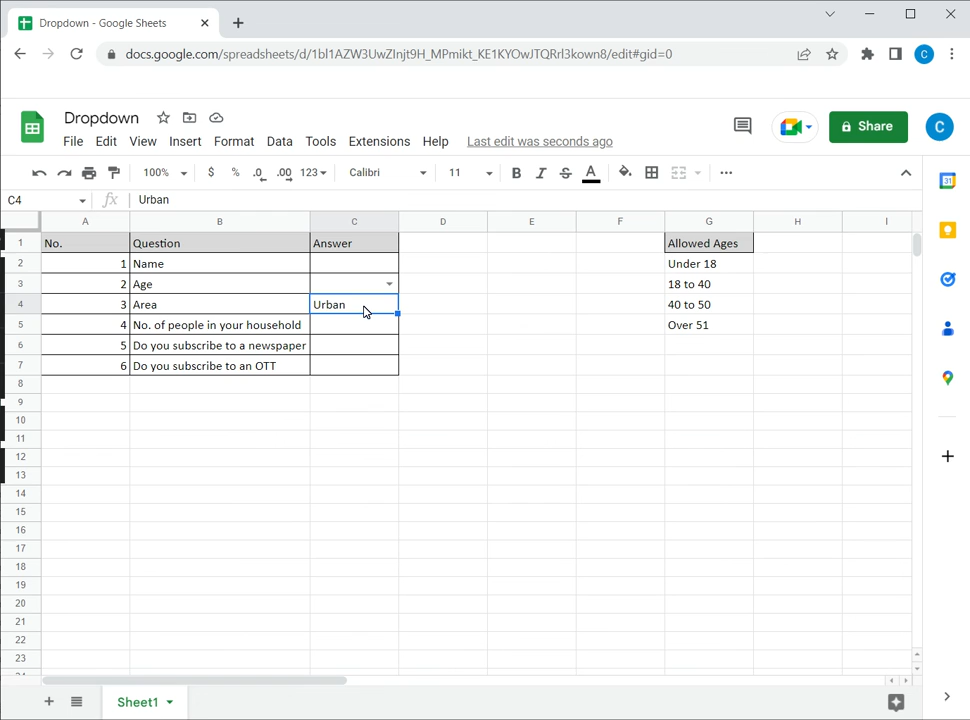 Dropdown - Google Sheets
docs.google.com/spreadsheets/d/1bl1AZW3UwZInjt9H_MPmikt_KE1KYOwJTQRrl3kown8/edit#gid=0
C
Dropdown
File Edit View Insert Format Data Tools Extensions Help Last edit was seconds ago
Share
C
100% $ % .0 .00 123 Calibri 11 B I S A
31
C4 fx Urban
A B C D E F G H I
1 No. Question Answer Allowed Ages
2 1 Name Under 18
3 2 Age 18 to 40
4 3 Area Urban 40 to 50
5 4 No. of people in your household Over 51
6 5 Do you subscribe to a newspaper
7 6 Do you subscribe to an OTT
8
9
10
11
12
13
14
15
16
17
18
19
20
21
22
23
Sheet1